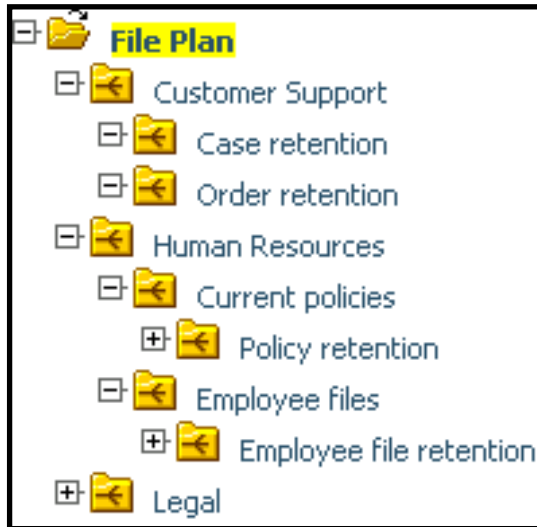 File Plan
Customer Support
Case retention
Order retention
Human Resources
Current policies
Policy retention
Employee files
Employee file retention
Legal